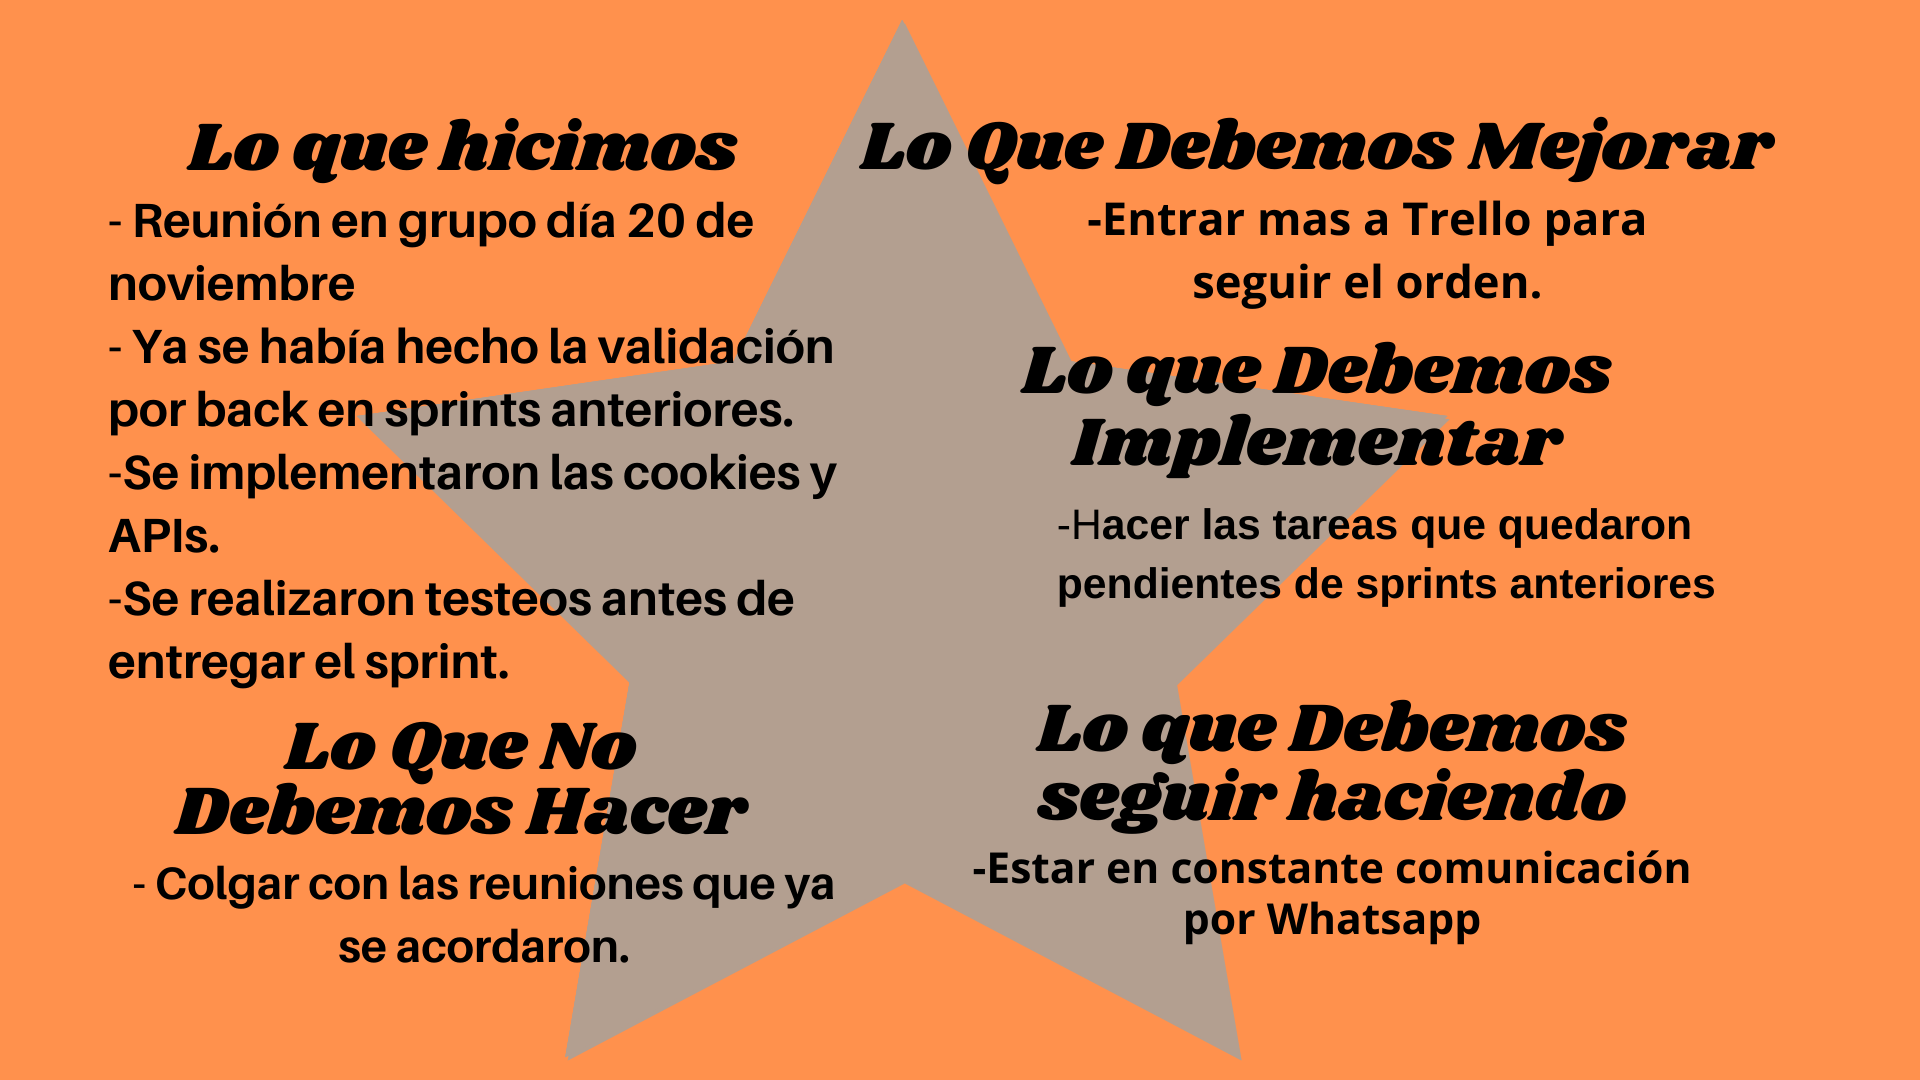 Lo que hicimos
- Reunión en grupo día 20 de
noviembre
- Ya se había hecho la validación
por back en sprints anteriores.
-Se implementaron las cookies y
APIs.
-Se realizaron testeos antes de
entregar el sprint.
Lo Que No
Debemos Hacer
- Colgar con las reuniones que ya
se acordaron.
Lo Que Debemos Mejorar
-Entrar mas a Trello para
seguir el orden.
Lo que Debemos
Implementar
-Hacer las tareas que quedaron
pendientes de sprints anteriores
Lo que Debemos
seguir haciendo
-Estar en constante comunicación
por Whatsapp